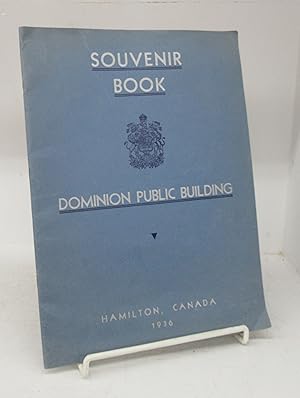 SOUVENIR
BOOK
DOMINION PUBLIC BUILDING
HAMILTON, CANADA
1936